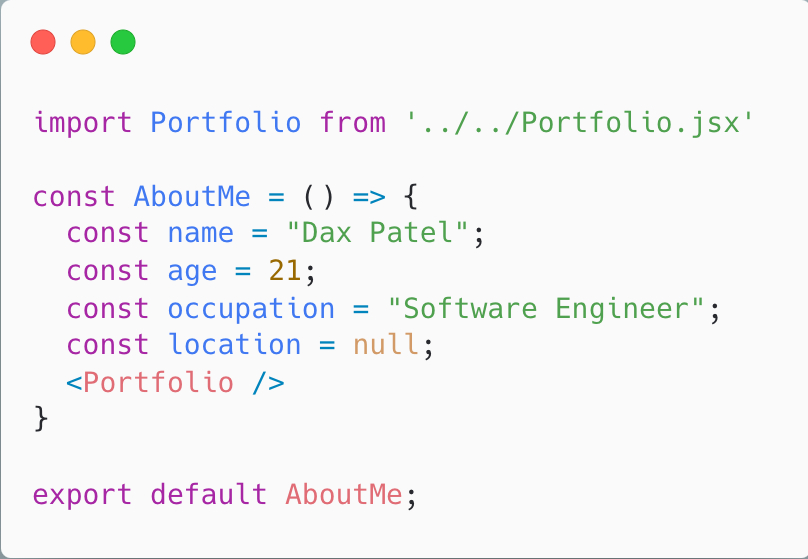 import Portfolio from '../../Portfolio.jsx'
const AboutMe = () => {
  const name = "Dax Patel";
  const age = 21;
  const occupation = "Software Engineer";
  const location = null;
  <Portfolio />
}
export default AboutMe;